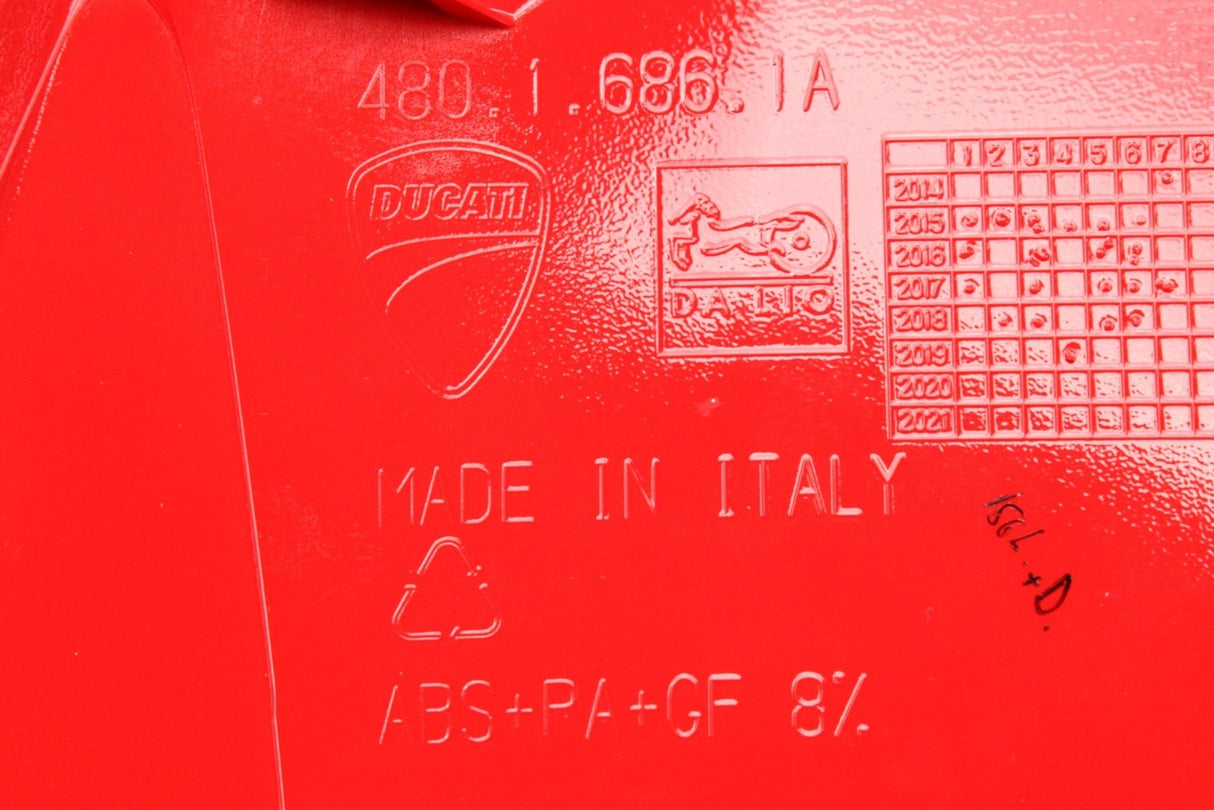 480.1.686.1A
DUCATI
DALIO
1 2 3 4 5 6 7 8
2014
2015
2016
2017
2018
2019
2020
2021
MADE IN ITALY
ABS+PA+GF 8%